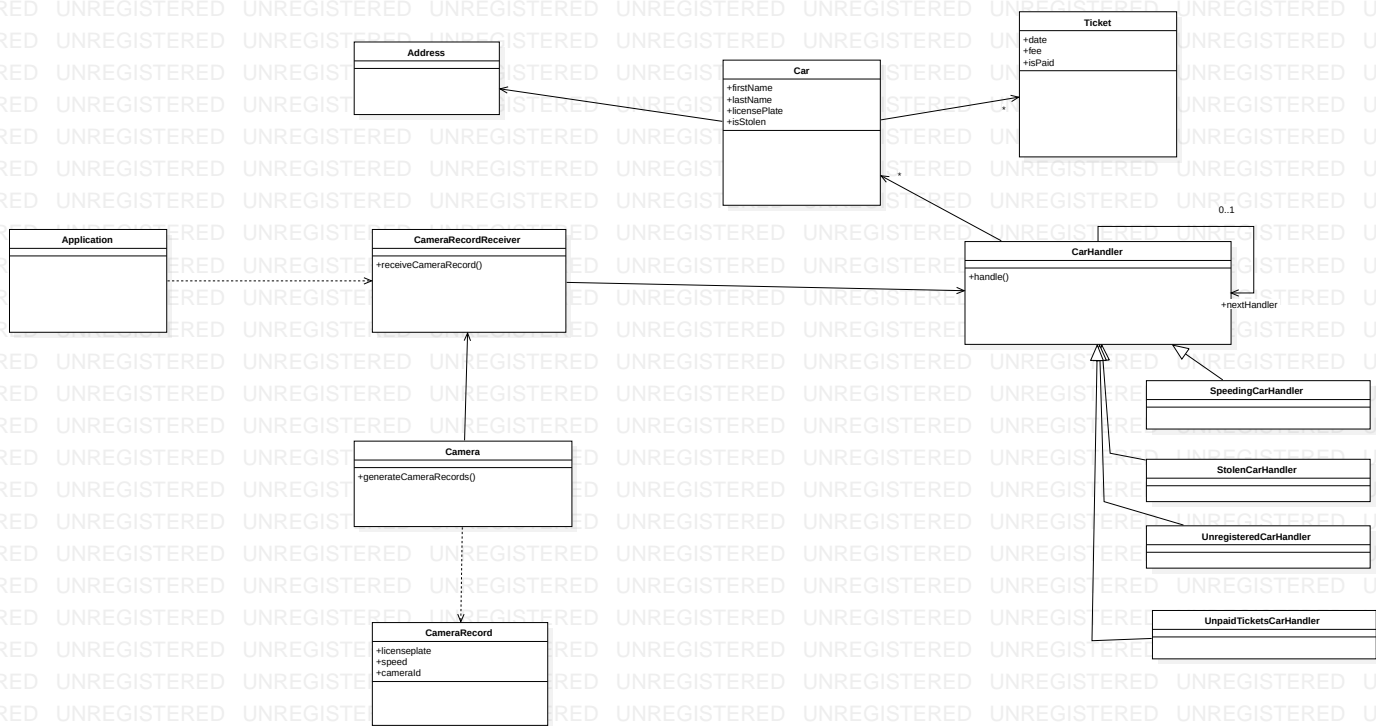 Ticket
+date
+fee
+isPaid
Address
Car
+firstName
+lastName
+licensePlate
+isStolen
*
*
0..1
Application
CameraRecordReceiver
+receiveCameraRecord()
CarHandler
+handle()
+nextHandler
SpeedingCarHandler
Camera
+generateCameraRecords()
StolenCarHandler
UnregisteredCarHandler
UnpaidTicketsCarHandler
CameraRecord
+licenseplate
+speed
+cameraId
UNREGISTERED